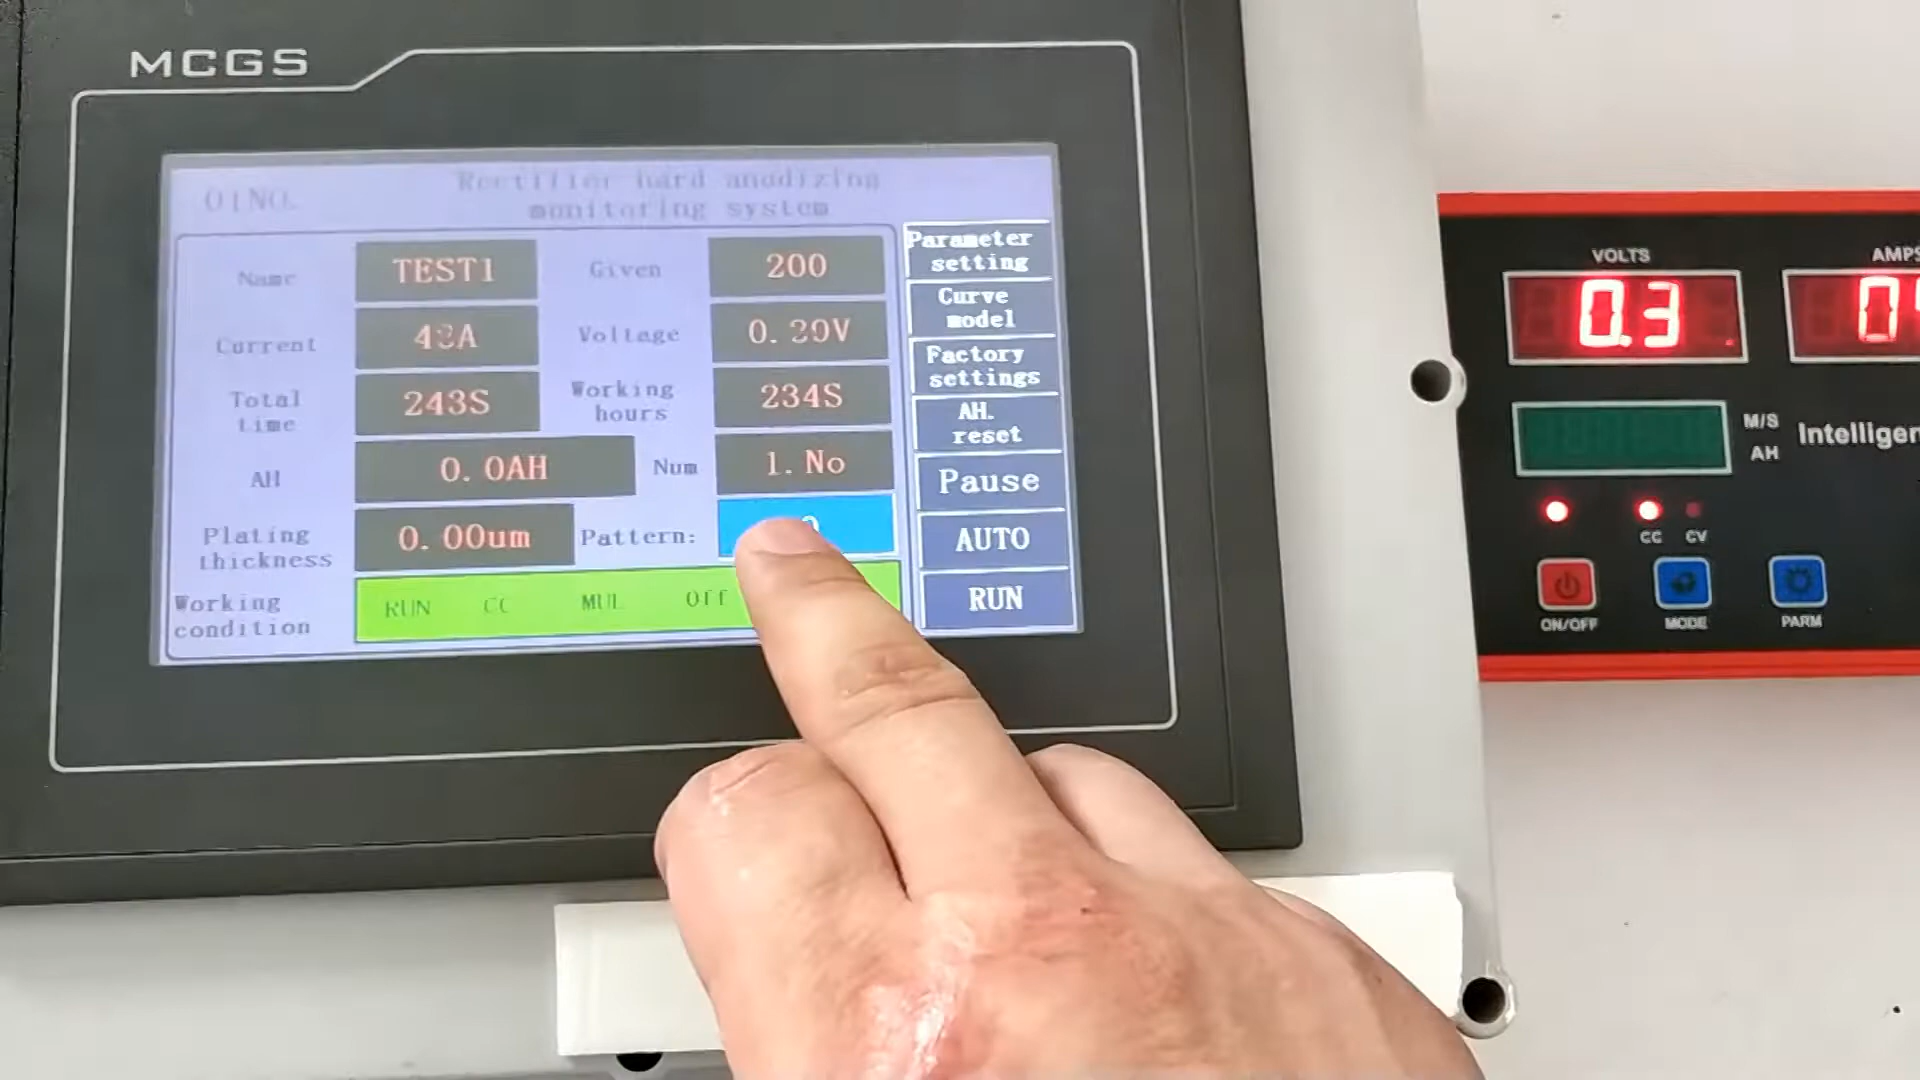 MCGS
01NO.
Rectifier hard anodizing
monitoring system
Name TEST1 Given 200
Current Voltage 0.29V
Total
time 243S Working
hours 234S
AH 0.0AH Num 1.No
Plating
thickness 0.00um Pattern:
Working
condition RUN CC MUL Off
Parameter
setting
Curve
model
Factory
settings
AH.
reset
Pause
AUTO
RUN
VOLTS AMPS
0.3 0
M/S
AH
CC CV
ON/OFF MODE PARM